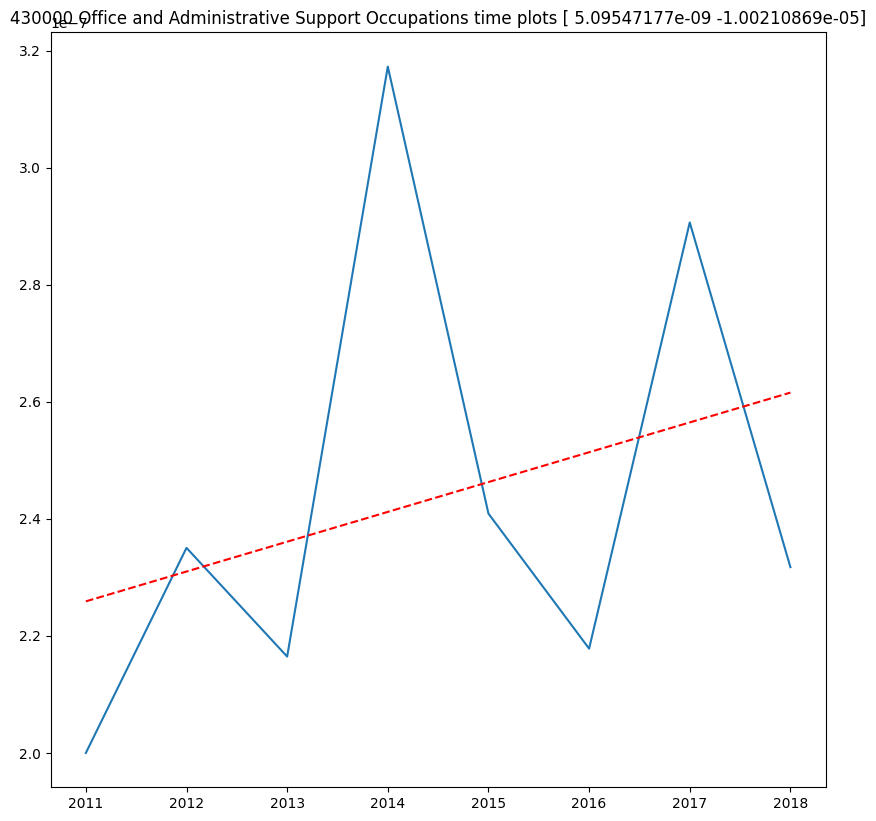 430000 Office and Administrative Support Occupations time plots [ 5.09547177e-09 -1.00210869e-05]
1e−7
3.2
3.0
2.8
2.6
2.4
2.2
2.0
2011 2012 2013 2014 2015 2016 2017 2018